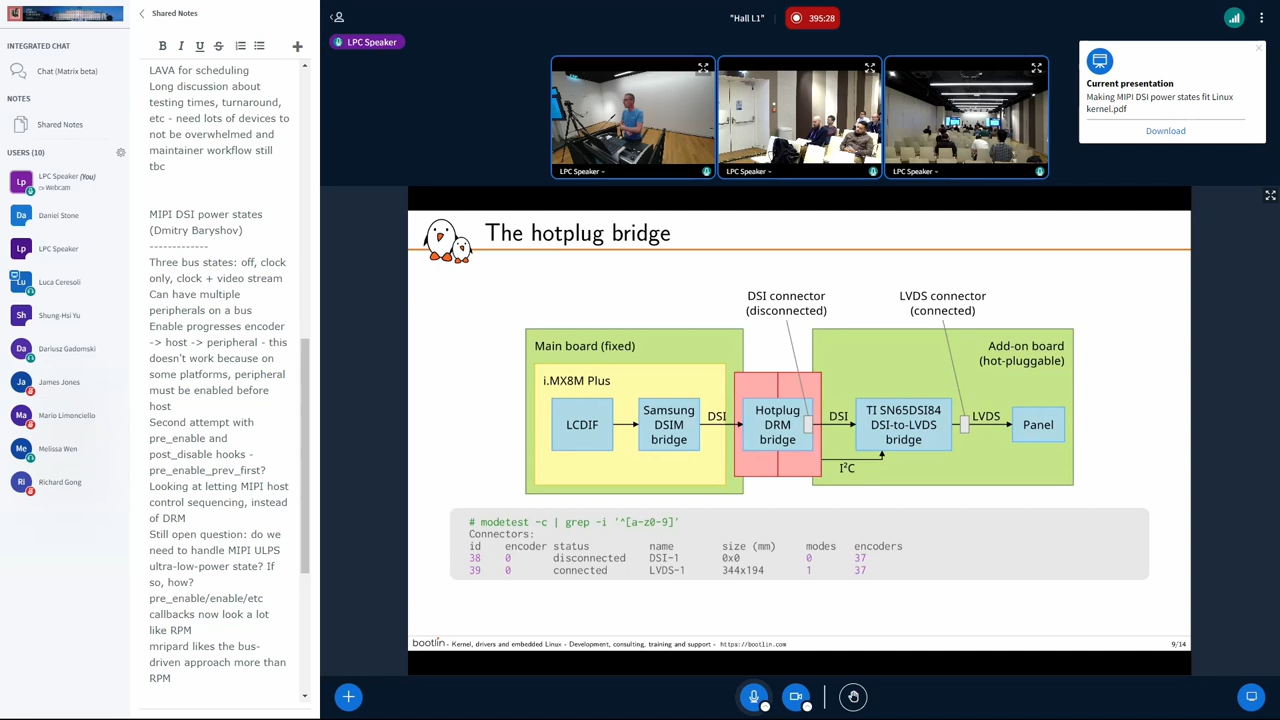 INTEGRATED CHAT
Chat (Matrix beta)
NOTES
Shared Notes
USERS (10)
Lp
LPC Speaker (You)
Webcam
Da
Daniel Stone
Lp
LPC Speaker
Lu
Luca Ceresoli
Sh
Shung-Hsi Yu
Da
Dariusz Gadomski
Ja
James Jones
Ma
Mario Limonciello
Me
Melissa Wen
Ri
Richard Gong
Shared Notes
B I U S
LAVA for scheduling
Long discussion about
testing times, turnaround,
etc - need lots of devices to
not be overwhelmed and
maintainer workflow still
tbc
MIPI DSI power states
(Dmitry Baryshov)
-------------
Three bus states: off, clock
only, clock + video stream
Can have multiple
peripherals on a bus
Enable progresses encoder
-> host -> peripheral - this
doesn't work because on
some platforms, peripheral
must be enabled before
host
Second attempt with
pre_enable and
post_disable hooks -
pre_enable_prev_first?
Looking at letting MIPI host
control sequencing, instead
of DRM
Still open question: do we
need to handle MIPI ULPS
ultra-low-power state? If
so, how?
pre_enable/enable/etc
callbacks now look a lot
like RPM
mripard likes the bus-
driven approach more than
RPM
"Hall L1"
395:28
LPC Speaker
LPC Speaker
LPC Speaker
LPC Speaker
Current presentation
Making MIPI DSI power states fit Linux
kernel.pdf
Download
The hotplug bridge
DSI connector
(disconnected)
LVDS connector
(connected)
Main board (fixed)
Add-on board
(hot-pluggable)
i.MX8M Plus
LCDIF
Samsung
DSIM
bridge
DSI
Hotplug
DRM
bridge
DSI
TI SN65DSI84
DSI-to-LVDS
bridge
LVDS
Panel
I²C
# modetest -c | grep -i '^[a-z0-9]'
Connectors:
id encoder status name size (mm) modes encoders
38 0 disconnected DSI-1 0x0 0 37
39 0 connected LVDS-1 344x194 1 37
bootlin - Kernel, drivers and embedded Linux - Development, consulting, training and support - https://bootlin.com
9/14